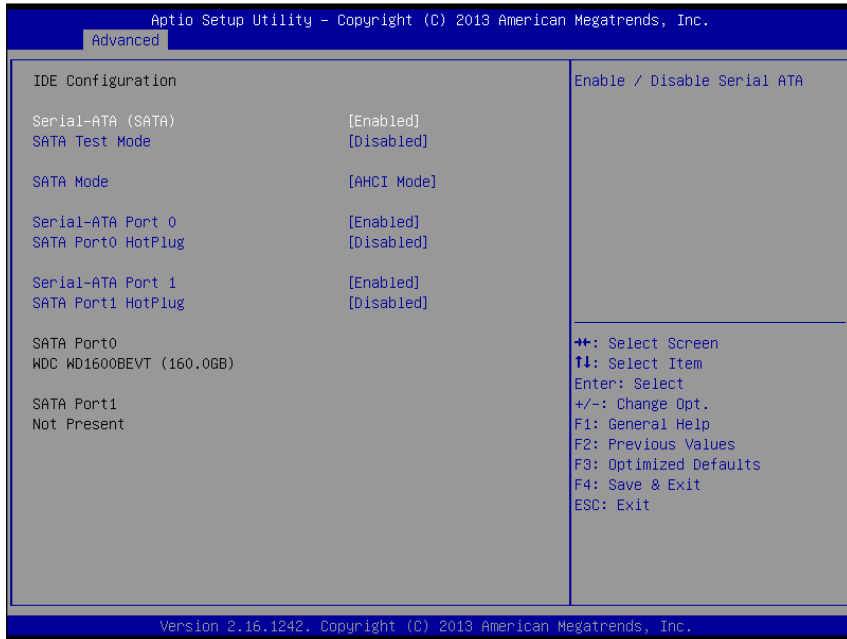 Aptio Setup Utility – Copyright (C) 2013 American Megatrends, Inc.
Advanced
IDE Configuration
Serial-ATA (SATA) [Enabled]
SATA Test Mode [Disabled]
SATA Mode [AHCI Mode]
Serial-ATA Port 0 [Enabled]
SATA Port0 HotPlug [Disabled]
Serial-ATA Port 1 [Enabled]
SATA Port1 HotPlug [Disabled]
SATA Port0
WDC WD1600BEVT (160.0GB)
SATA Port1
Not Present
Enable / Disable Serial ATA
→←: Select Screen
↑↓: Select Item
Enter: Select
+/-: Change Opt.
F1: General Help
F2: Previous Values
F3: Optimized Defaults
F4: Save & Exit
ESC: Exit
Version 2.16.1242. Copyright (C) 2013 American Megatrends, Inc.